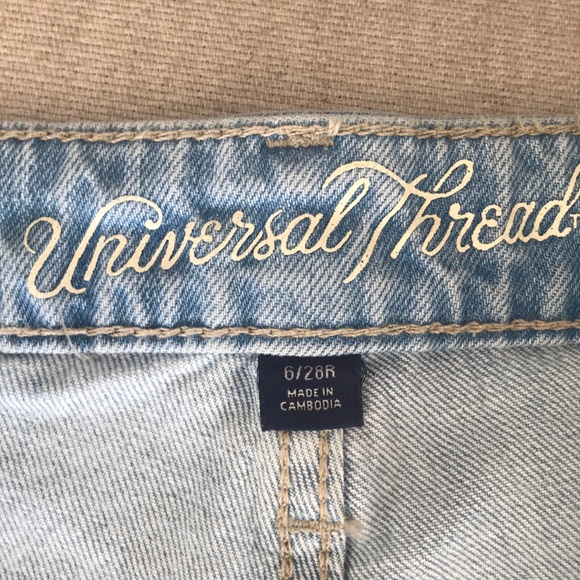 Universal Thread
6/28R
MADE IN
CAMBODIA